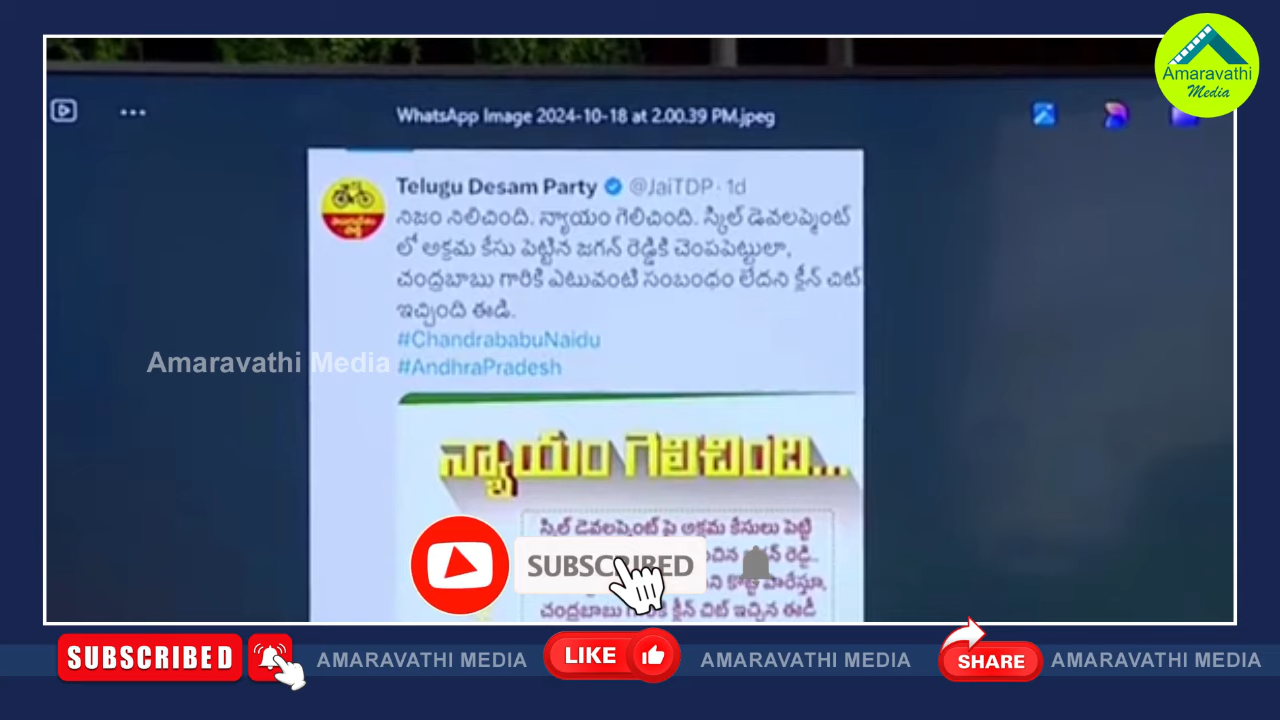 Amaravathi
Media
WhatsApp Image 2024-10-18 at 2.00.39 PM.jpeg
Telugu Desam Party @JaiTDP · 1d
నిజం నిలిచింది. న్యాయం గెలిచింది. స్కిల్ డెవలప్మెంట్
లో అక్రమ కేసు పెట్టిన జగన్ రెడ్డికి చెంపపెట్టులా,
చంద్రబాబు గారికి ఎటువంటి సంబంధం లేదని క్లీన్ చిట్
ఇచ్చింది ఈడి.
#ChandrababuNaidu
#AndhraPradesh
Amaravathi Media
తెలుగుదేశం
పార్టీ
న్యాయం గెలిచింది...
స్కిల్ డెవలప్మెంట్ పై అక్రమ కేసులు పెట్టి
రెడ్డి..
కొట్టి పారేస్తూ,
చంద్రబాబు క్లీన్ చిట్ ఇచ్చిన ఈడీ
SUBSCRIBED
SUBSCRIBED
AMARAVATHI MEDIA
LIKE
AMARAVATHI MEDIA
SHARE
AMARAVATHI MEDIA